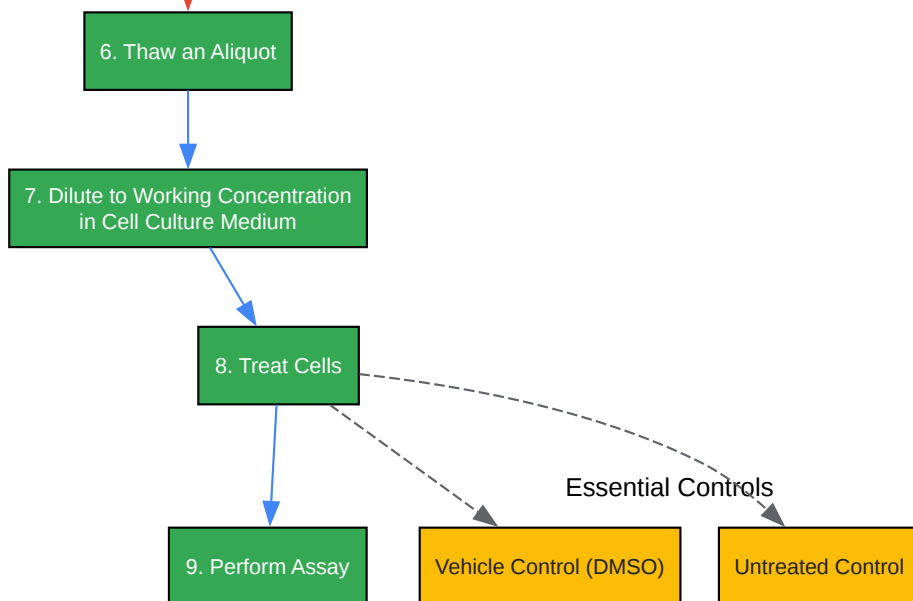 6. Thaw an Aliquot
7. Dilute to Working Concentration
in Cell Culture Medium
8. Treat Cells
Essential Controls
9. Perform Assay
Vehicle Control (DMSO)
Untreated Control